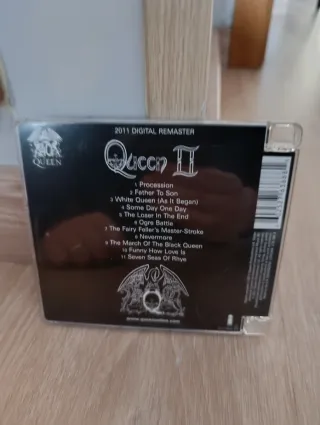 2011 DIGITAL REMASTER
QUEEN
Queen II
1 Procession
2 Father To Son
3 White Queen (As It Began)
4 Some Day One Day
5 The Loser In The End
6 Ogre Battle
7 The Fairy Feller's Master-Stroke
8 Nevermore
9 The March Of The Black Queen
10 Funny How Love Is
11 Seven Seas Of Rhye
www.queenonline.com